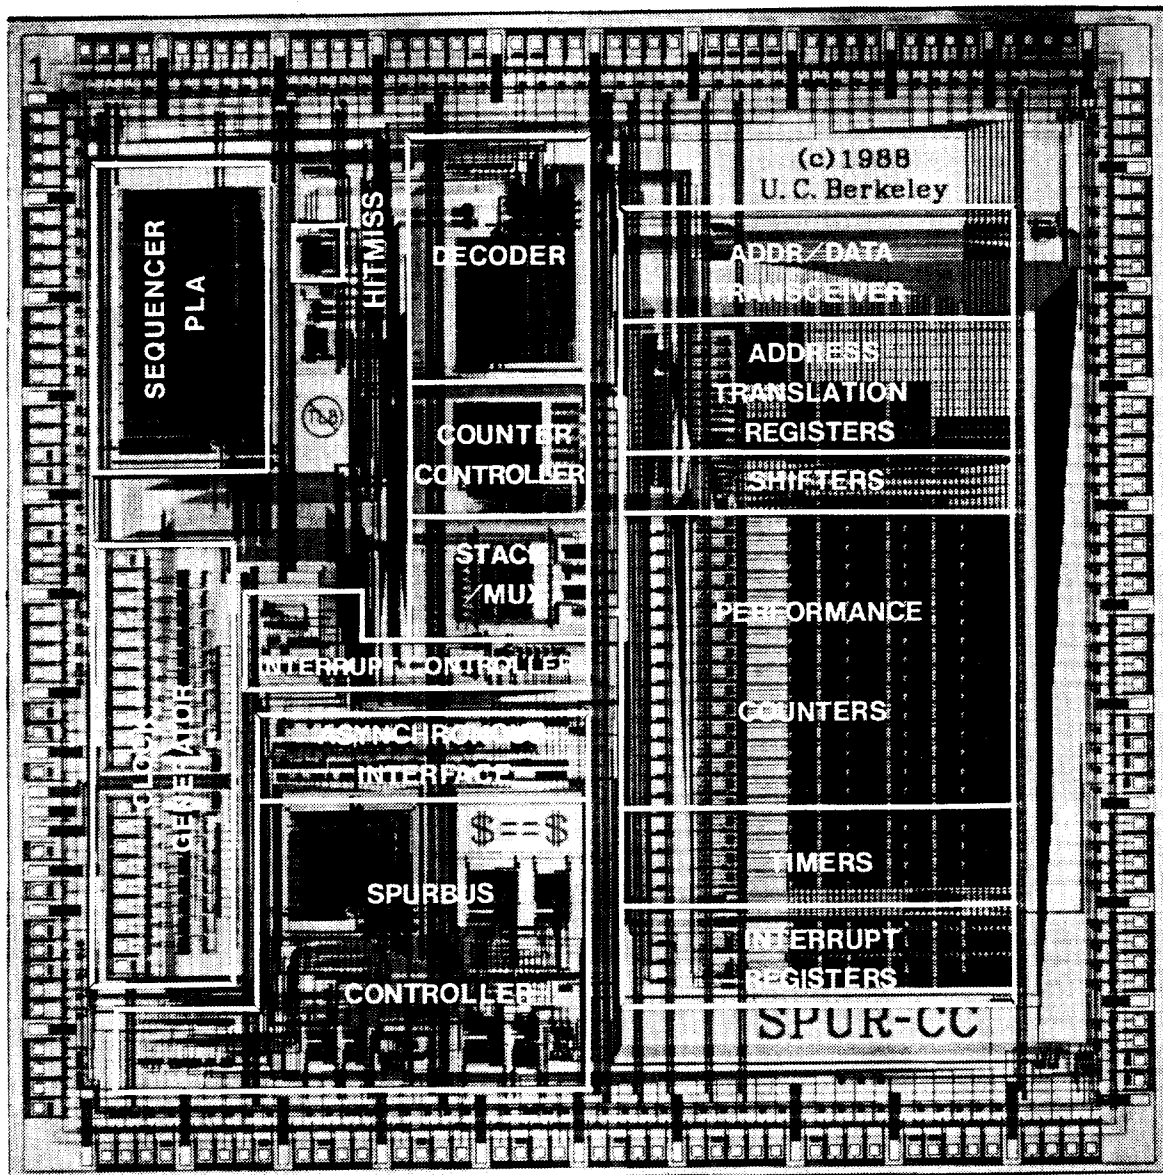 1
(c)1988
U. C. Berkeley
SEQUENCER
PLA
HITMISS
DECODER
ADDR/DATA
TRANSCEIVER
ADDRESS
TRANSLATION
REGISTERS
COUNTER
CONTROLLER
SHIFTERS
STACK
/MUX
PERFORMANCE
COUNTERS
INTERRUPT CONTROLLER
CLOCK
GENERATOR
ASYNCHRONOUS
INTERFACE
$==$
SPURBUS
CONTROLLER
TIMERS
INTERRUPT
REGISTERS
SPUR-CC